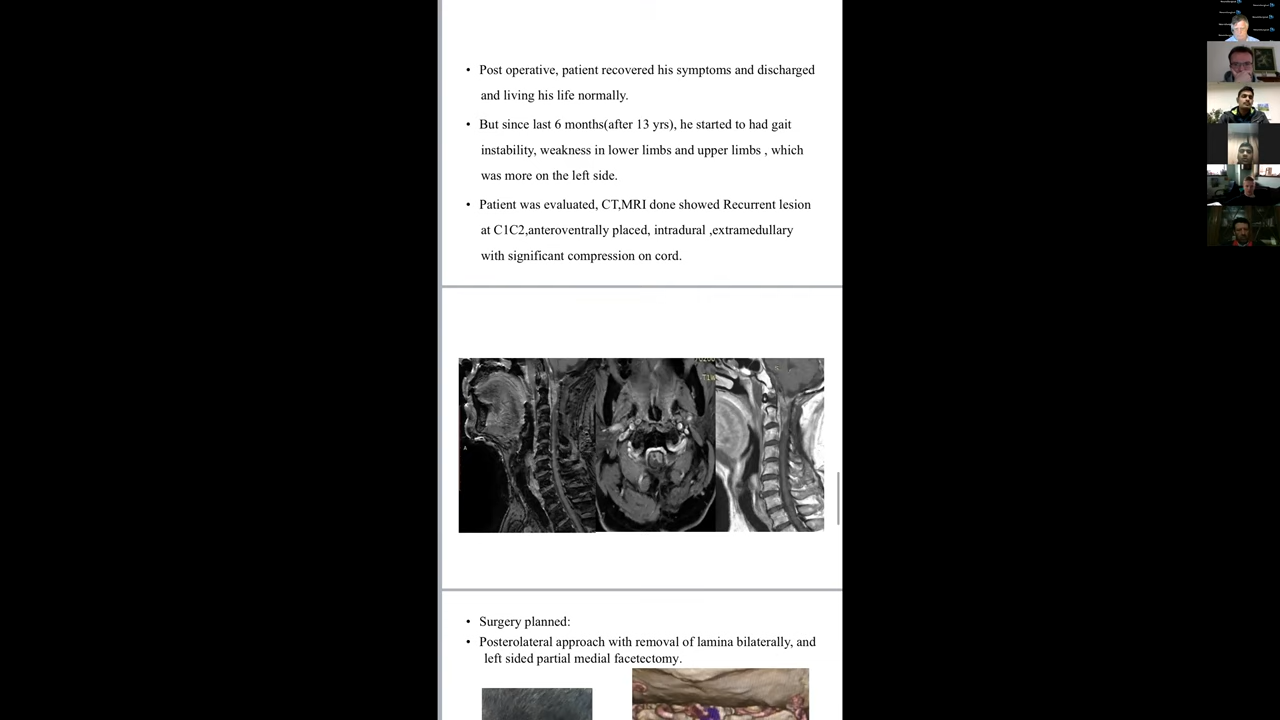 • Post operative, patient recovered his symptoms and discharged
and living his life normally.
• But since last 6 months(after 13 yrs), he started to had gait
instability, weakness in lower limbs and upper limbs , which
was more on the left side.
• Patient was evaluated, CT,MRI done showed Recurrent lesion
at C1C2,anteroventrally placed, intradural ,extramedullary
with significant compression on cord.
A
S
• Surgery planned:
• Posterolateral approach with removal of lamina bilaterally, and
left sided partial medial facetectomy.